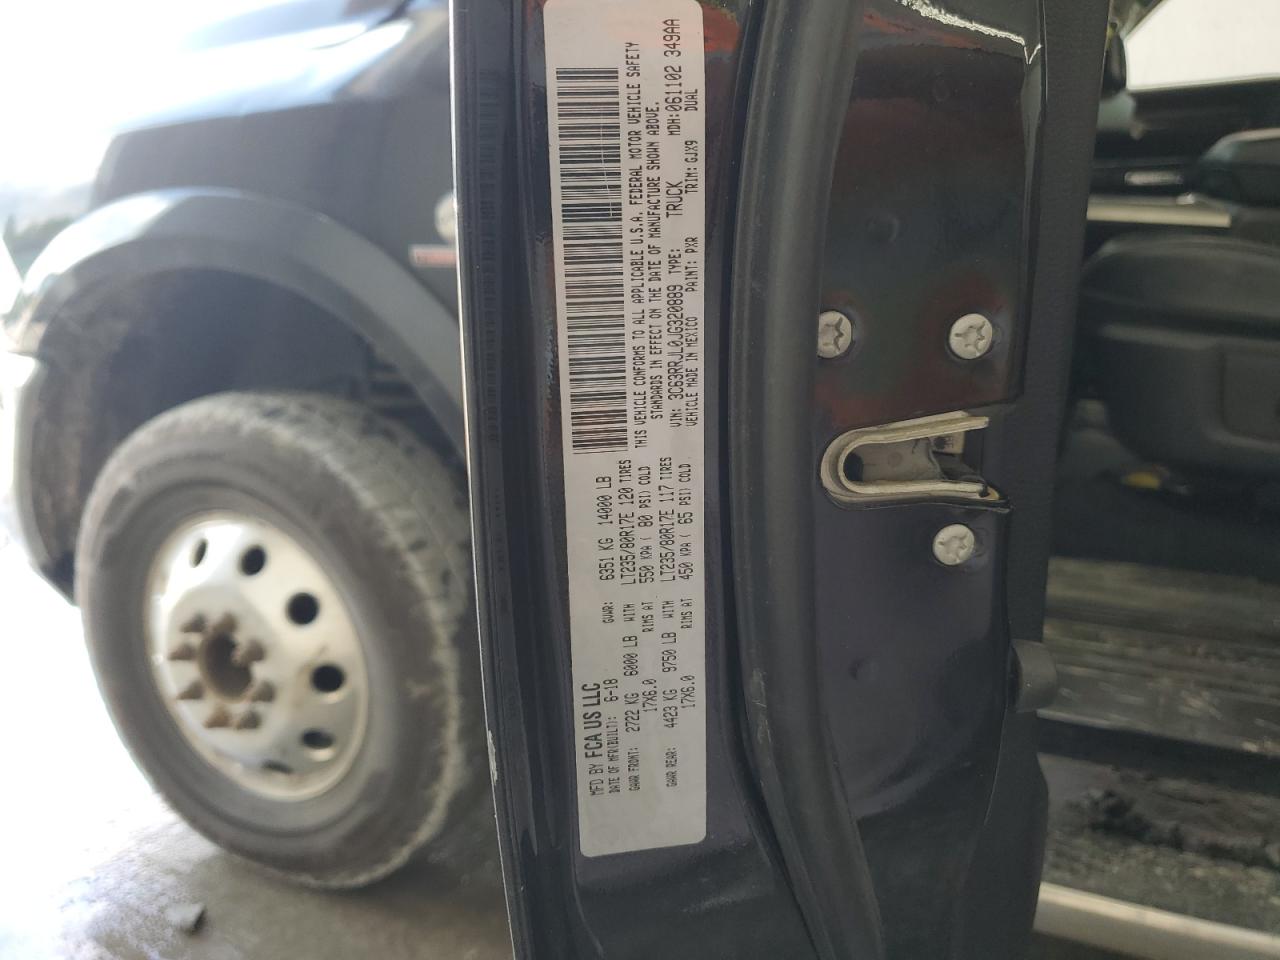 MFD BY FCA US LLC
DATE OF MFR(BUILT): 6-18 GVWR: 6351 KG 14000 LB
GAWR FRONT: 2722 KG 6000 LB WITH LT235/80R17E 120 TIRES
17X6.0 RIMS AT 550 KPA ( 80 PSI) COLD
GAWR REAR: 4423 KG 9750 LB WITH LT235/80R17E 117 TIRES
17X6.0 RIMS AT 450 KPA ( 65 PSI) COLD
THIS VEHICLE CONFORMS TO ALL APPLICABLE U.S.A. FEDERAL MOTOR VEHICLE SAFETY
STANDARDS IN EFFECT ON THE DATE OF MANUFACTURE SHOWN ABOVE.
VIN: 3C63RRJL0JG320889 TYPE: TRUCK MDH: 061102 349AA
VEHICLE MADE IN MEXICO PAINT: PXR TRIM: GJX9 DUAL